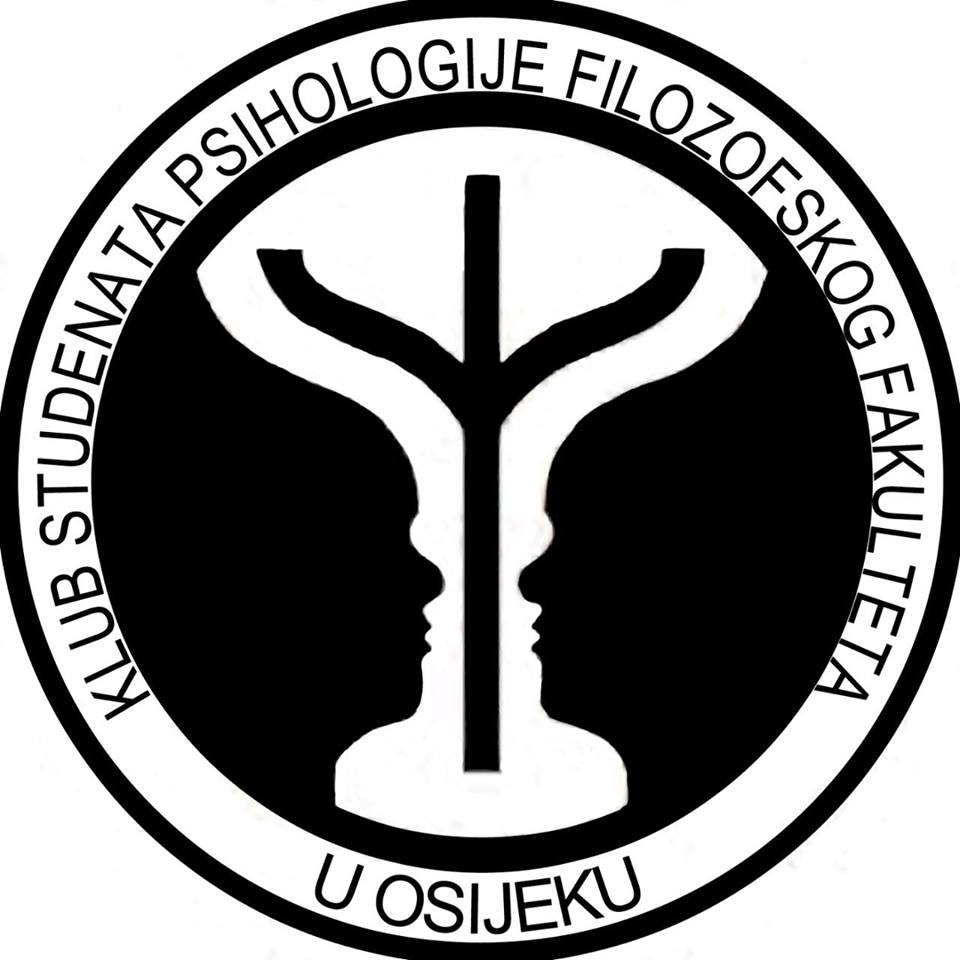 KLUB STUDENATA PSIHOLOGIJE FILOZOFSKOG FAKULTETA
U OSIJEKU